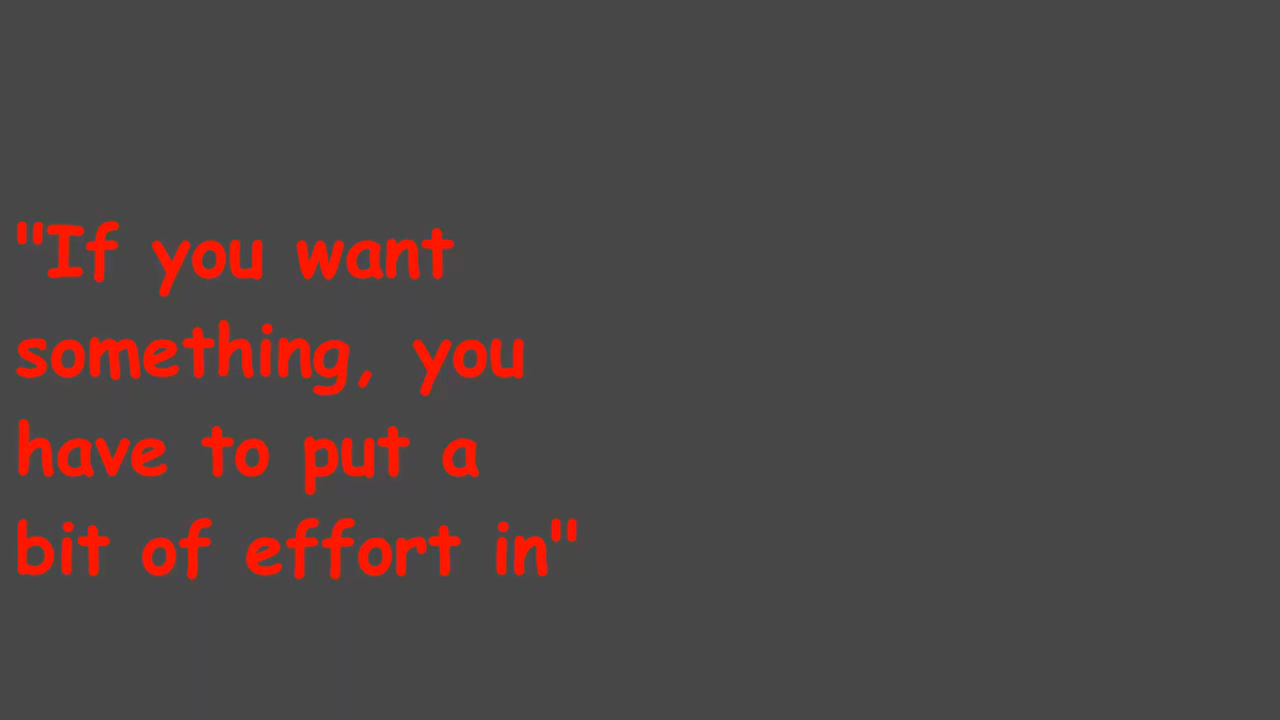 "If you want
something, you
have to put a
bit of effort in"